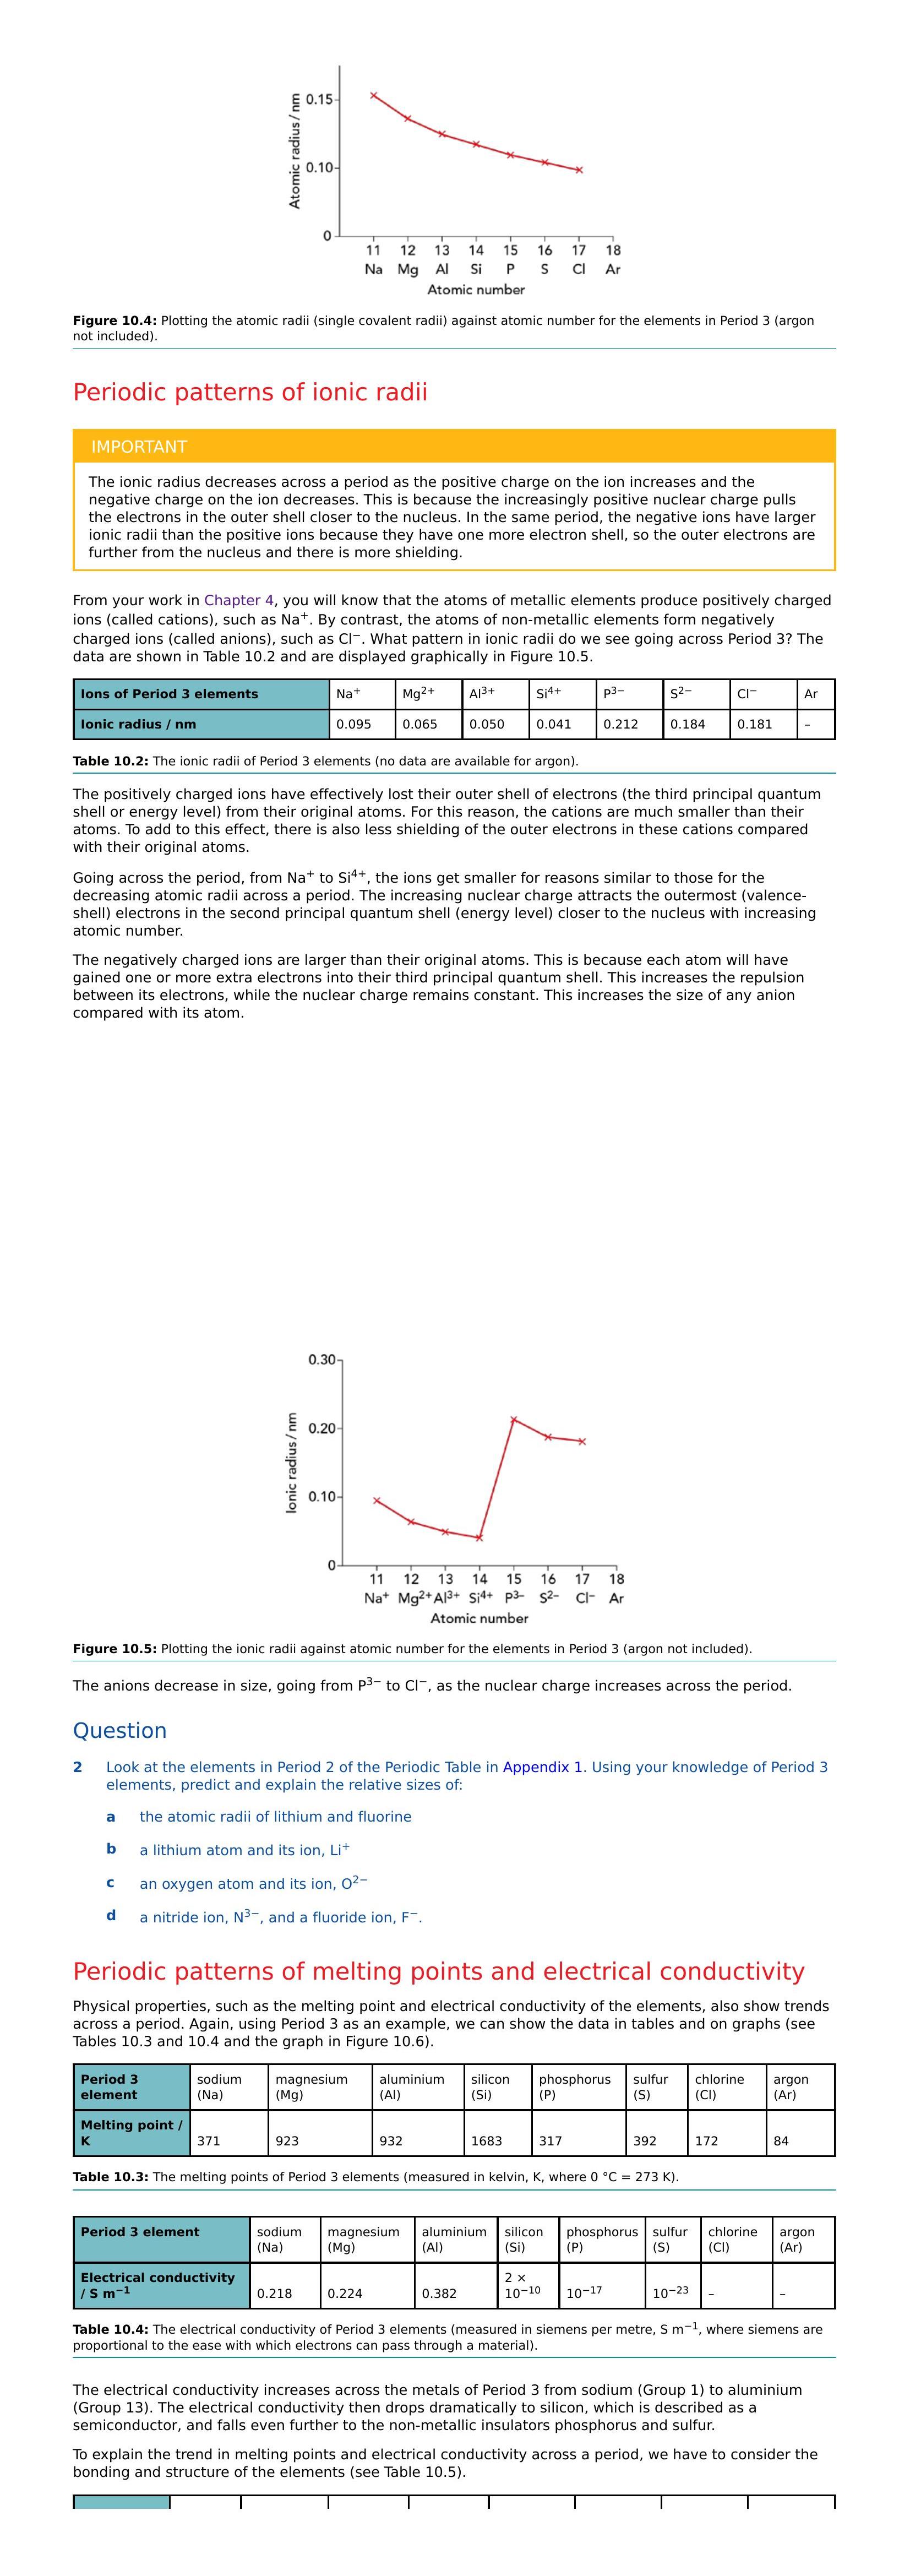 Atomic radius/nm
0.15
0.10
0
11 12 13 14 15 16 17 18
Na Mg Al Si P S Cl Ar
Atomic number
Figure 10.4: Plotting the atomic radii (single covalent radii) against atomic number for the elements in Period 3 (argon
not included).
Periodic patterns of ionic radii
IMPORTANT
The ionic radius decreases across a period as the positive charge on the ion increases and the
negative charge on the ion decreases. This is because the increasingly positive nuclear charge pulls
the electrons in the outer shell closer to the nucleus. In the same period, the negative ions have larger
ionic radii than the positive ions because they have one more electron shell, so the outer electrons are
further from the nucleus and there is more shielding.
From your work in Chapter 4, you will know that the atoms of metallic elements produce positively charged
ions (called cations), such as Na⁺. By contrast, the atoms of non-metallic elements form negatively
charged ions (called anions), such as Cl⁻. What pattern in ionic radii do we see going across Period 3? The
data are shown in Table 10.2 and are displayed graphically in Figure 10.5.
Ions of Period 3 elements Na⁺ Mg²⁺ Al³⁺ Si⁴⁺ P³⁻ S²⁻ Cl⁻ Ar
Ionic radius / nm 0.095 0.065 0.050 0.041 0.212 0.184 0.181 –
Table 10.2: The ionic radii of Period 3 elements (no data are available for argon).
The positively charged ions have effectively lost their outer shell of electrons (the third principal quantum
shell or energy level) from their original atoms. For this reason, the cations are much smaller than their
atoms. To add to this effect, there is also less shielding of the outer electrons in these cations compared
with their original atoms.
Going across the period, from Na⁺ to Si⁴⁺, the ions get smaller for reasons similar to those for the
decreasing atomic radii across a period. The increasing nuclear charge attracts the outermost (valence-
shell) electrons in the second principal quantum shell (energy level) closer to the nucleus with increasing
atomic number.
The negatively charged ions are larger than their original atoms. This is because each atom will have
gained one or more extra electrons into their third principal quantum shell. This increases the repulsion
between its electrons, while the nuclear charge remains constant. This increases the size of any anion
compared with its atom.
Ionic radius/nm
0.30
0.20
0.10
0
11 12 13 14 15 16 17 18
Na⁺ Mg²⁺ Al³⁺ Si⁴⁺ P³⁻ S²⁻ Cl⁻ Ar
Atomic number
Figure 10.5: Plotting the ionic radii against atomic number for the elements in Period 3 (argon not included).
The anions decrease in size, going from P³⁻ to Cl⁻, as the nuclear charge increases across the period.
Question
2 Look at the elements in Period 2 of the Periodic Table in Appendix 1. Using your knowledge of Period 3
elements, predict and explain the relative sizes of:
a the atomic radii of lithium and fluorine
b a lithium atom and its ion, Li⁺
c an oxygen atom and its ion, O²⁻
d a nitride ion, N³⁻, and a fluoride ion, F⁻.
Periodic patterns of melting points and electrical conductivity
Physical properties, such as the melting point and electrical conductivity of the elements, also show trends
across a period. Again, using Period 3 as an example, we can show the data in tables and on graphs (see
Tables 10.3 and 10.4 and the graph in Figure 10.6).
Period 3 sodium magnesium aluminium silicon phosphorus sulfur chlorine argon
element (Na) (Mg) (Al) (Si) (P) (S) (Cl) (Ar)
Melting point /
K 371 923 932 1683 317 392 172 84
Table 10.3: The melting points of Period 3 elements (measured in kelvin, K, where 0 °C = 273 K).
Period 3 element sodium magnesium aluminium silicon phosphorus sulfur chlorine argon
(Na) (Mg) (Al) (Si) (P) (S) (Cl) (Ar)
Electrical conductivity 2 ×
/ S m⁻¹ 0.218 0.224 0.382 10⁻¹⁰ 10⁻¹⁷ 10⁻²³ – –
Table 10.4: The electrical conductivity of Period 3 elements (measured in siemens per metre, S m⁻¹, where siemens are
proportional to the ease with which electrons can pass through a material).
The electrical conductivity increases across the metals of Period 3 from sodium (Group 1) to aluminium
(Group 13). The electrical conductivity then drops dramatically to silicon, which is described as a
semiconductor, and falls even further to the non-metallic insulators phosphorus and sulfur.
To explain the trend in melting points and electrical conductivity across a period, we have to consider the
bonding and structure of the elements (see Table 10.5).